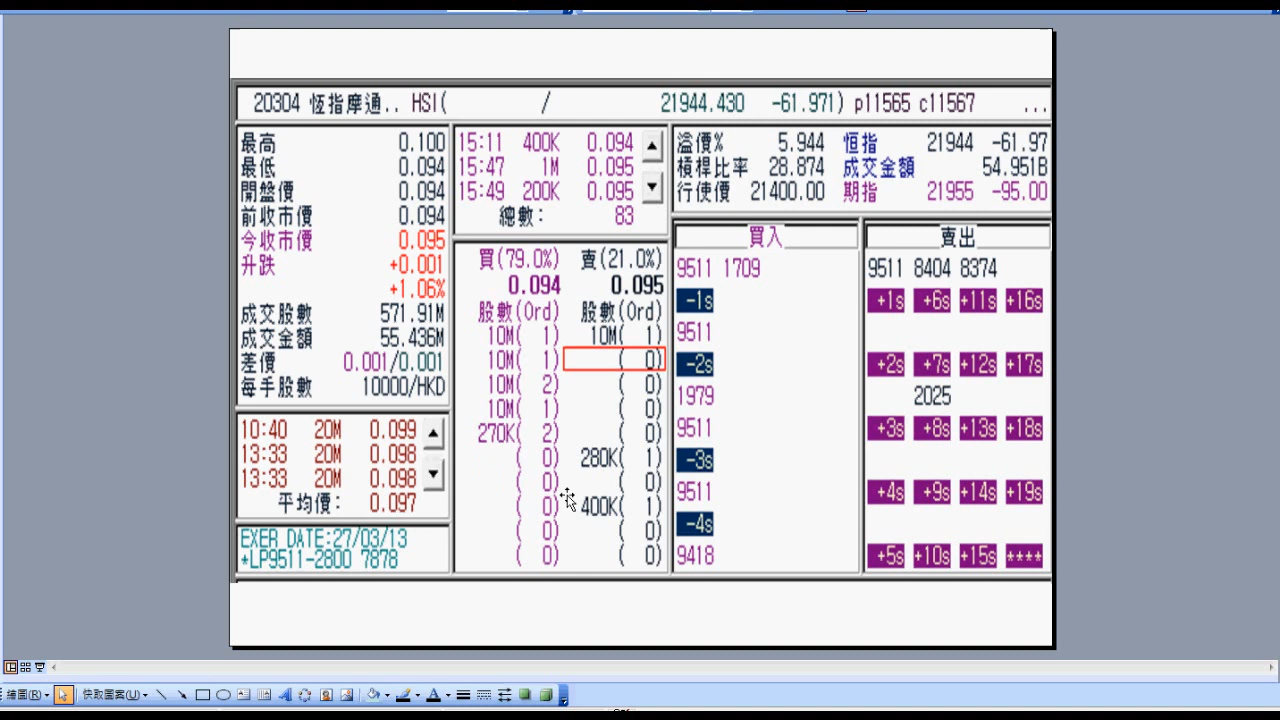 20304 恆指摩通.. HSI( / 21944.430 -61.971) p11565 c11567 ...
最高 0.100
最低 0.094
開盤價 0.094
前收市價 0.094
今收市價 0.095
升跌 +0.001
+1.06%
成交股數 571.91M
成交金額 55.436M
差價 0.001/0.001
每手股數 10000/HKD
10:40 20M 0.099
13:33 20M 0.098
13:33 20M 0.098
平均價: 0.097
EXER DATE:27/03/13
*LP9511-2800 7878
15:11 400K 0.094
15:47 1M 0.095
15:49 200K 0.095
總數: 83
買(79.0%) 賣(21.0%)
0.094 0.095
股數(Ord) 股數(Ord)
10M( 1) 10M( 1)
10M( 1) ( 0)
10M( 2) ( 0)
10M( 1) ( 0)
270K( 2) ( 0)
( 0) 280K( 1)
( 0) ( 0)
( 0) 400K( 1)
( 0) ( 0)
( 0) ( 0)
溢價% 5.944 恒指 21944 -61.97
槓桿比率 28.874 成交金額 54.951B
行使價 21400.00 期指 21955 -95.00
買入
9511 1709
-1s
9511
-2s
1979
9511
-3s
9511
-4s
9418
賣出
9511 8404 8374
+1s +6s +11s +16s
+2s +7s +12s +17s
2025
+3s +8s +13s +18s
+4s +9s +14s +19s
+5s +10s +15s ****
繪圖(R) 快取圖案(U)